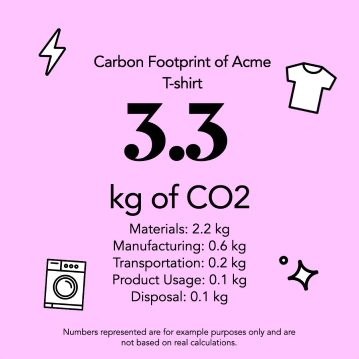 Carbon Footprint of Acme
T-shirt
3.3
kg of CO2
Materials: 2.2 kg
Manufacturing: 0.6 kg
Transportation: 0.2 kg
Product Usage: 0.1 kg
Disposal: 0.1 kg
Numbers represented are for example purposes only and are
not based on real calculations.